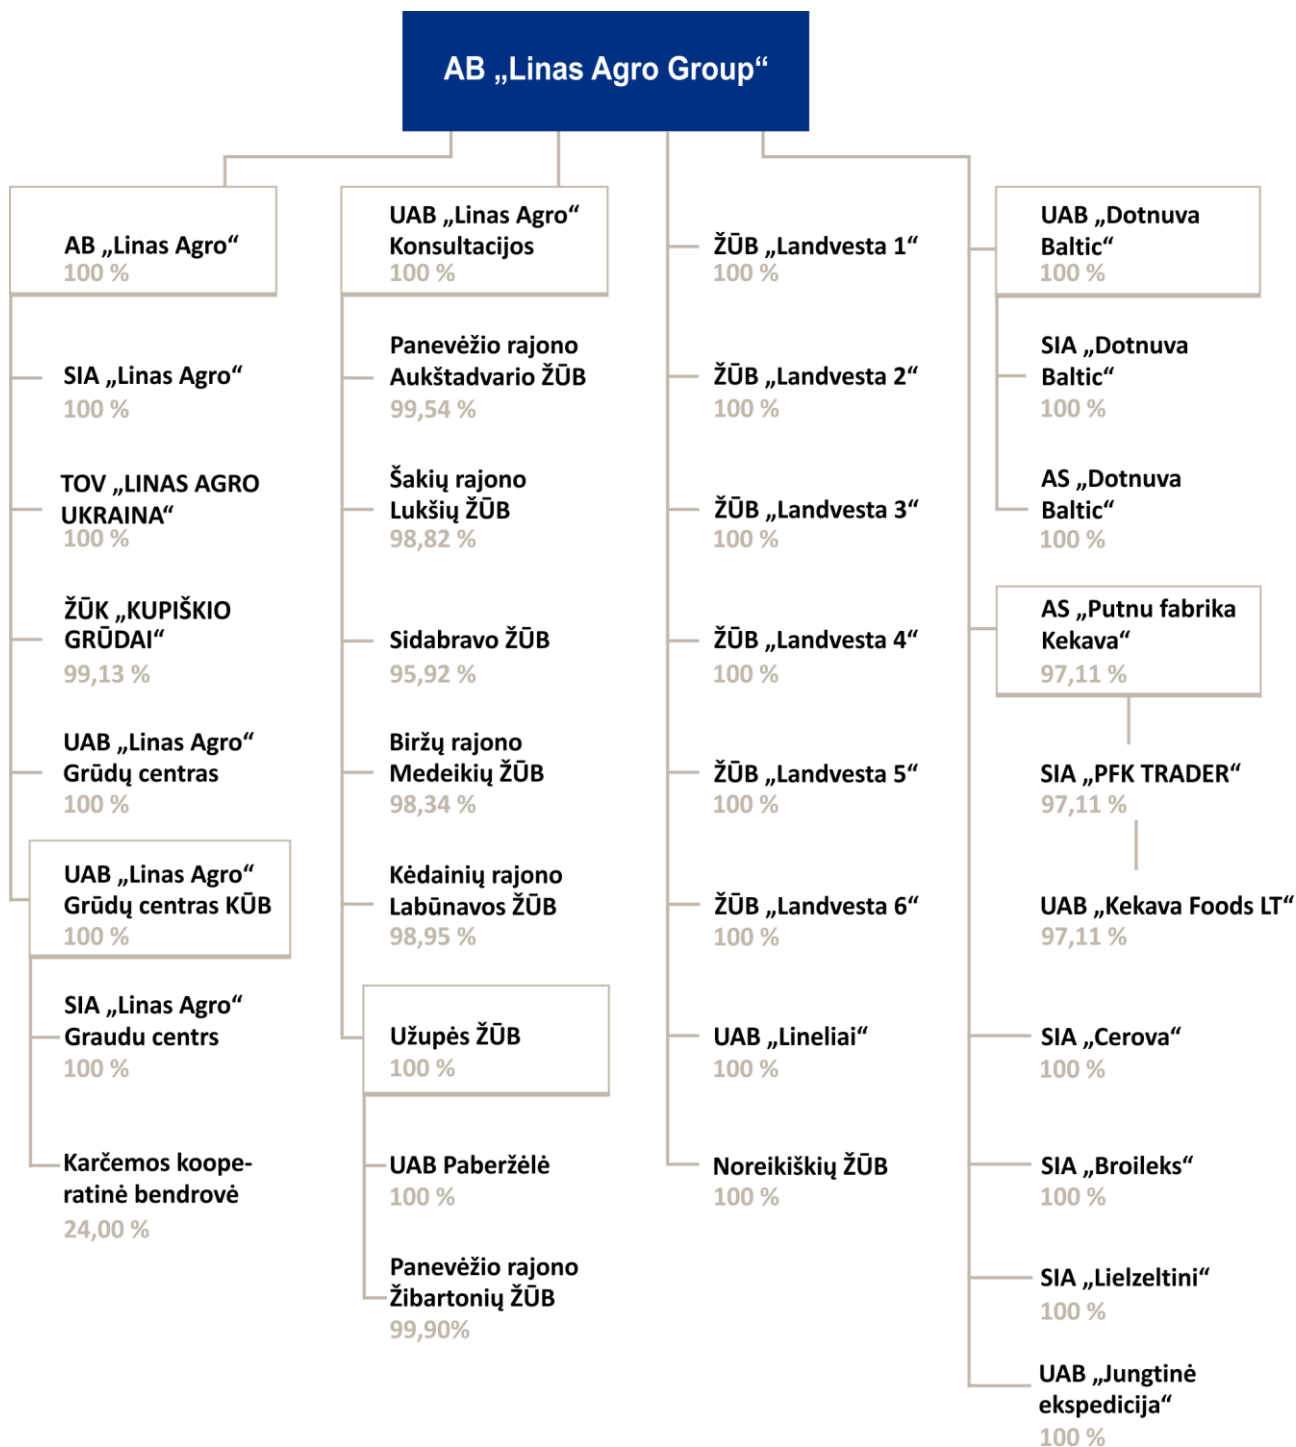 AB „Linas Agro Group“
AB „Linas Agro“
100 %
SIA „Linas Agro“
100 %
TOV „LINAS AGRO
UKRAINA“
100 %
ŽŪK „KUPIŠKIO
GRŪDAI“
99,13 %
UAB „Linas Agro“
Grūdų centras
100 %
UAB „Linas Agro“
Grūdų centras KŪB
100 %
SIA „Linas Agro“
Graudu centrs
100 %
Karčemos koope-
ratinė bendrovė
24,00 %
UAB „Linas Agro“
Konsultacijos
100 %
Panevėžio rajono
Aukštadvario ŽŪB
99,54 %
Šakių rajono
Lukšių ŽŪB
98,82 %
Sidabravo ŽŪB
95,92 %
Biržų rajono
Medeikių ŽŪB
98,34 %
Kėdainių rajono
Labūnavos ŽŪB
98,95 %
Užupės ŽŪB
100 %
UAB Paberžėlė
100 %
Panevėžio rajono
Žibartonių ŽŪB
99,90%
ŽŪB „Landvesta 1“
100 %
ŽŪB „Landvesta 2“
100 %
ŽŪB „Landvesta 3“
100 %
ŽŪB „Landvesta 4“
100 %
ŽŪB „Landvesta 5“
100 %
ŽŪB „Landvesta 6“
100 %
UAB „Lineliai“
100 %
Noreikiškių ŽŪB
100 %
UAB „Dotnuva
Baltic“
100 %
SIA „Dotnuva
Baltic“
100 %
AS „Dotnuva
Baltic“
100 %
AS „Putnu fabrika
Kekava“
97,11 %
SIA „PFK TRADER“
97,11 %
UAB „Kekava Foods LT“
97,11 %
SIA „Cerova“
100 %
SIA „Broileks“
100 %
SIA „Lielzeltini“
100 %
UAB „Jungtinė
ekspedicija“
100 %